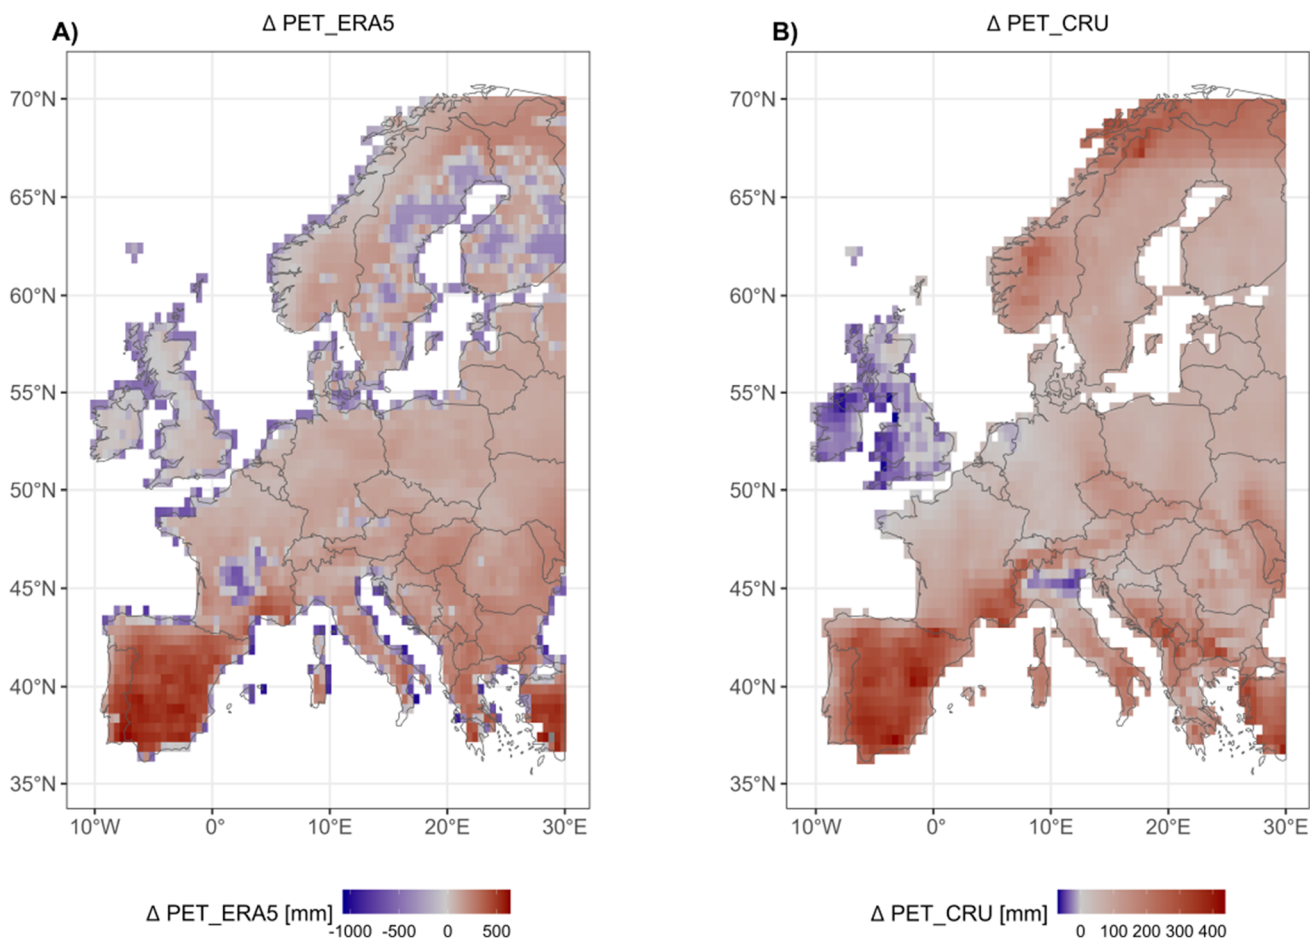 A)
Δ PET_ERA5
70°N
65°N
60°N
55°N
50°N
45°N
40°N
35°N
10°W 0° 10°E 20°E 30°E
Δ PET_ERA5 [mm]
-1000 -500 0 500
B)
Δ PET_CRU
70°N
65°N
60°N
55°N
50°N
45°N
40°N
35°N
10°W 0° 10°E 20°E 30°E
Δ PET_CRU [mm]
0 100 200 300 400